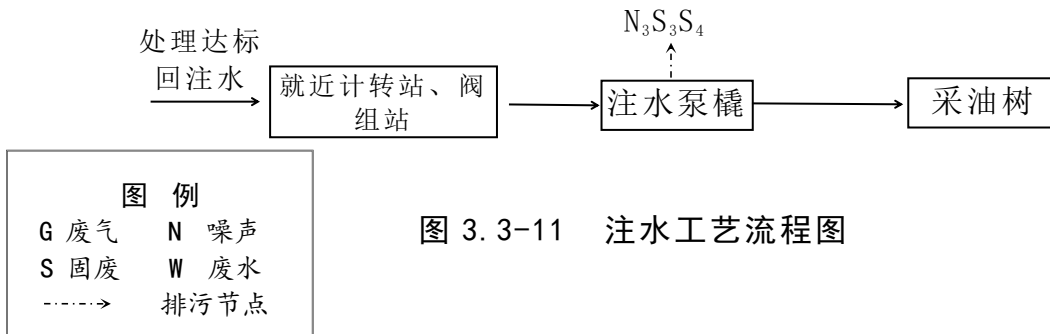 N₃S₃S₄
处理达标
回注水
就近计转站、阀
组站
注水泵橇
采油树
图 例
G 废气 N 噪声
S 固废 W 废水
排污节点
图 3.3-11 注水工艺流程图